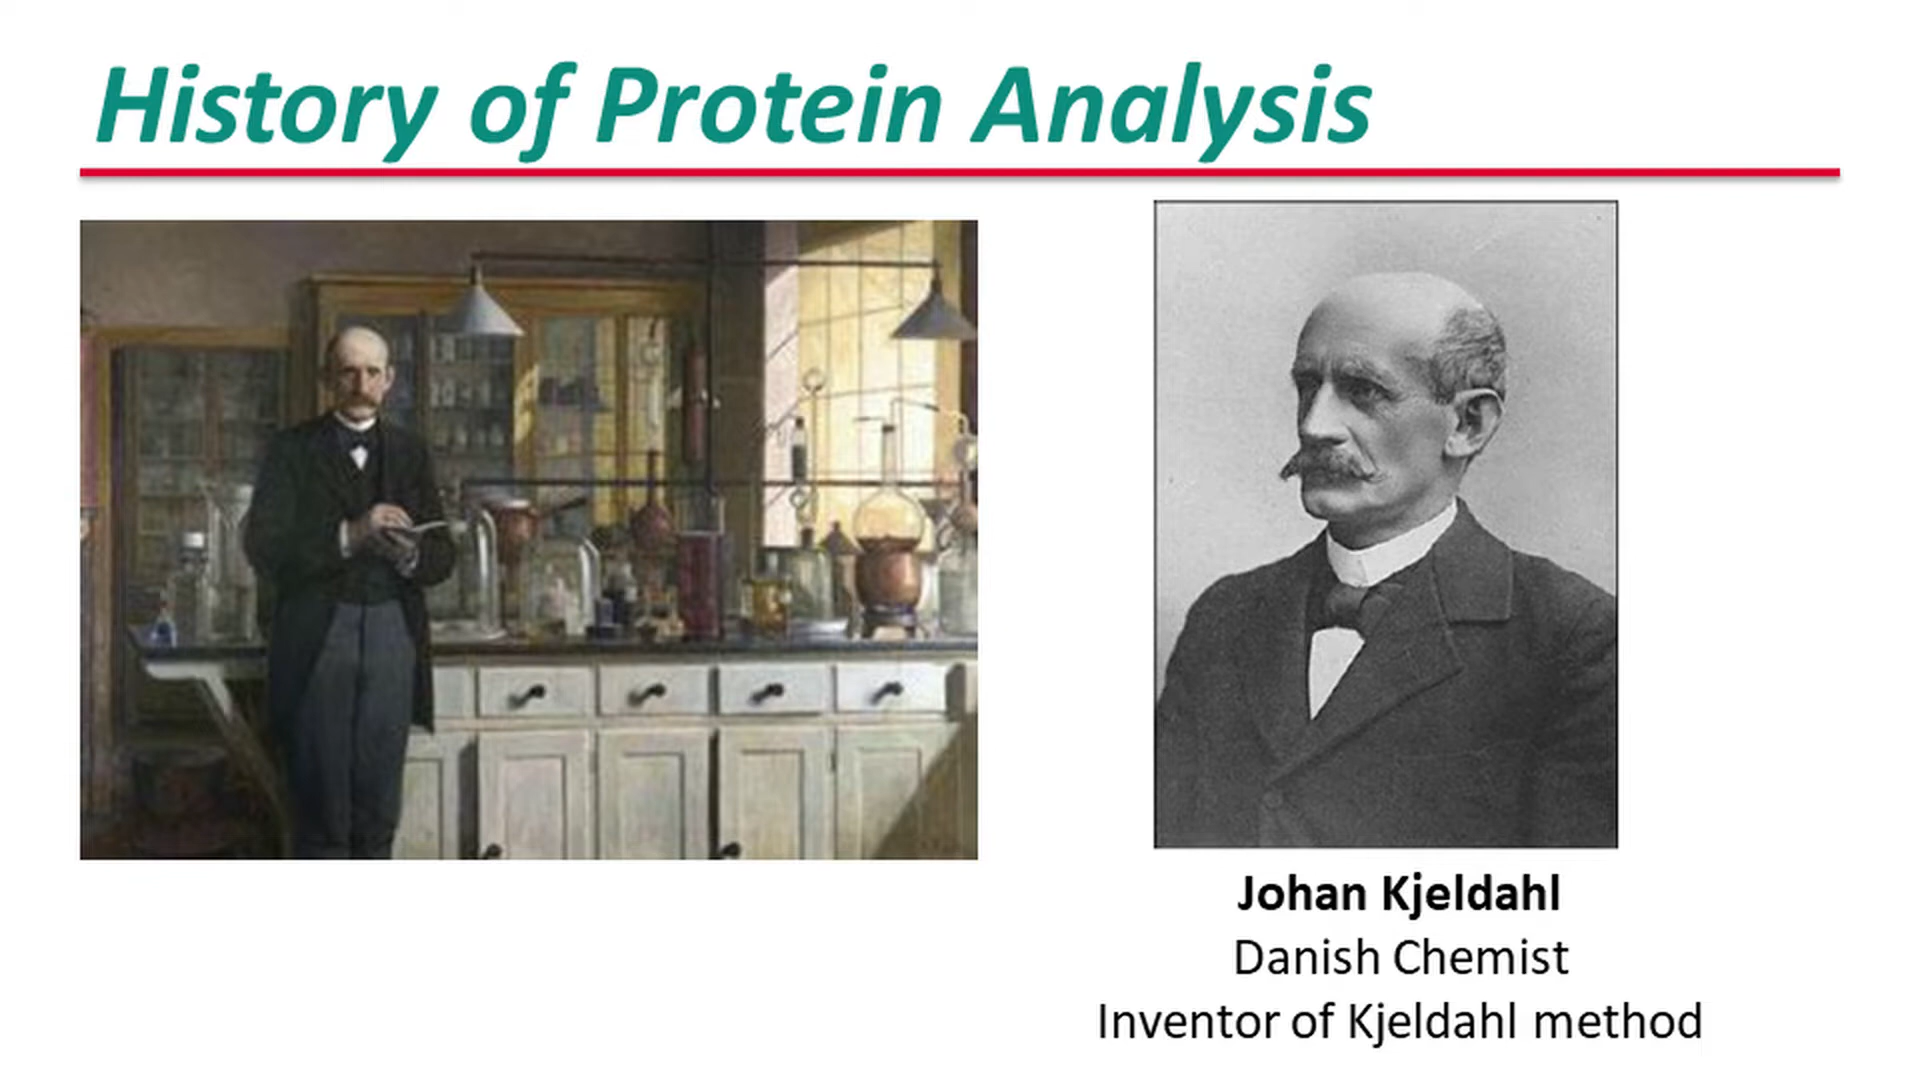 History of Protein Analysis
Johan Kjeldahl
Danish Chemist
Inventor of Kjeldahl method